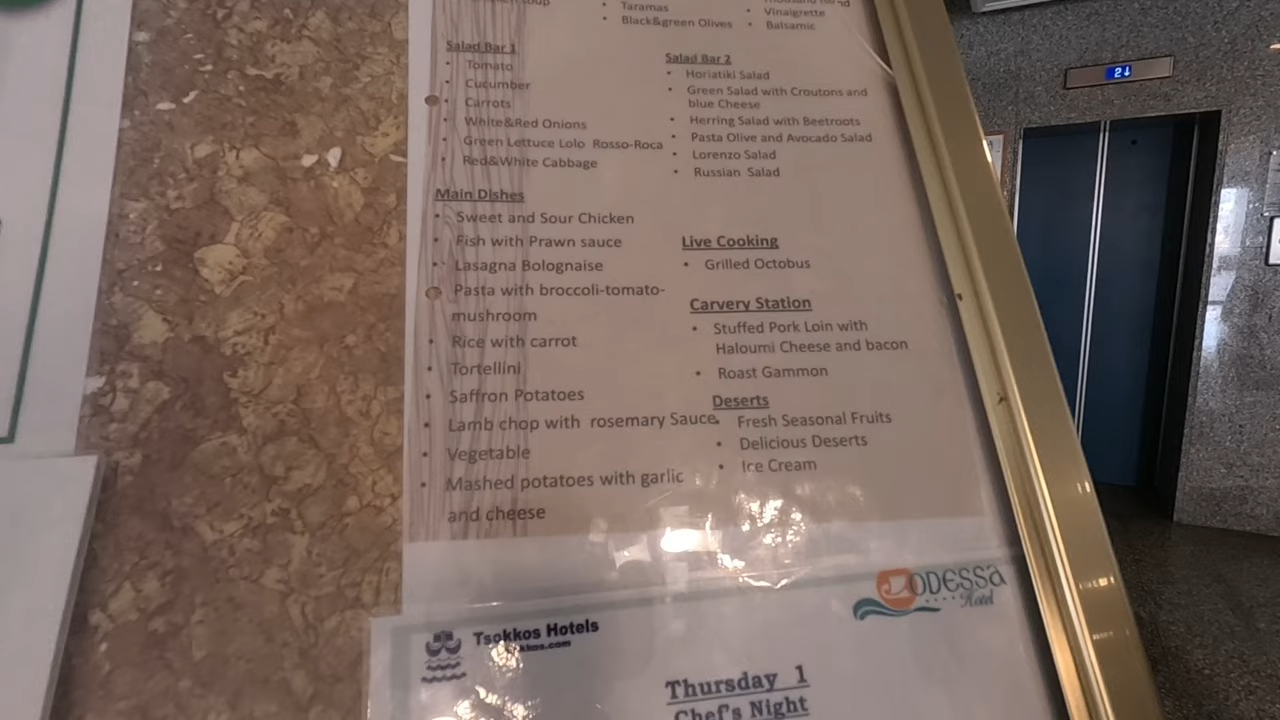 soup
Taramas
Black&green Olives
Vinaigrette
Balsamic
Salad Bar 1
Tomato
Cucumber
Carrots
White&Red Onions
Green Lettuce Lolo Rosso-Roca
Red&White Cabbage
Salad Bar 2
Horiatiki Salad
Green Salad with Croutons and
blue Cheese
Herring Salad with Beetroots
Pasta Olive and Avocado Salad
Lorenzo Salad
Russian Salad
Main Dishes
Sweet and Sour Chicken
Fish with Prawn sauce
Lasagna Bolognaise
Pasta with broccoli-tomato-
mushroom
Rice with carrot
Tortellini
Saffron Potatoes
Lamb chop with rosemary Sauce
Vegetable
Mashed potatoes with garlic
and cheese
Live Cooking
Grilled Octobus
Carvery Station
Stuffed Pork Loin with
Haloumi Cheese and bacon
Roast Gammon
Deserts
Fresh Seasonal Fruits
Delicious Deserts
Ice Cream
Tsokkos Hotels
ODESSA
Hotel
Thursday 1
Chef's Night
2↓